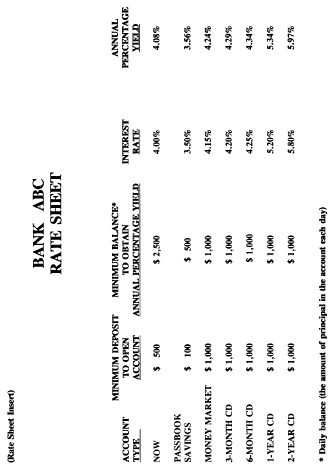 (Rate Sheet Insert)
BANK ABC
RATE SHEET
ACCOUNT TYPE MINIMUM DEPOSIT TO OPEN ACCOUNT MINIMUM BALANCE* TO OBTAIN ANNUAL PERCENTAGE YIELD INTEREST RATE ANNUAL PERCENTAGE YIELD
NOW $ 500 $ 2,500 4.00% 4.08%
PASSBOOK
SAVINGS $ 100 $ 500 3.50% 3.56%
MONEY MARKET $ 1,000 $ 1,000 4.15% 4.24%
3-MONTH CD $ 1,000 $ 1,000 4.20% 4.29%
6-MONTH CD $ 1,000 $ 1,000 4.25% 4.34%
1-YEAR CD $ 1,000 $ 1,000 5.20% 5.34%
2-YEAR CD $ 1,000 $ 1,000 5.80% 5.97%
* Daily balance (the amount of principal in the account each day)